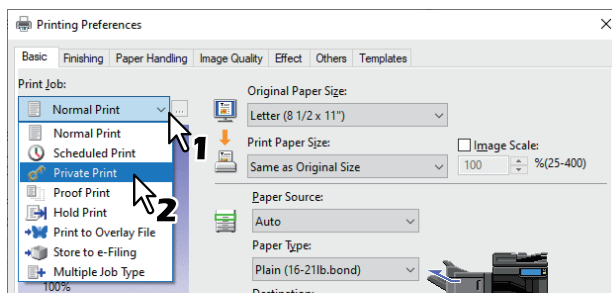 Printing Preferences
Basic Finishing Paper Handling Image Quality Effect Others Templates
Print Job:
Normal Print
...
1
Normal Print
Scheduled Print
Private Print
2
Proof Print
Hold Print
Print to Overlay File
Store to e-Filing
Multiple Job Type
100%
Original Paper Size:
Letter (8 1/2 x 11")
Print Paper Size:
Same as Original Size
Image Scale:
100 %(25-400)
Paper Source:
Auto
Paper Type:
Plain (16-21lb.bond)
Destination: